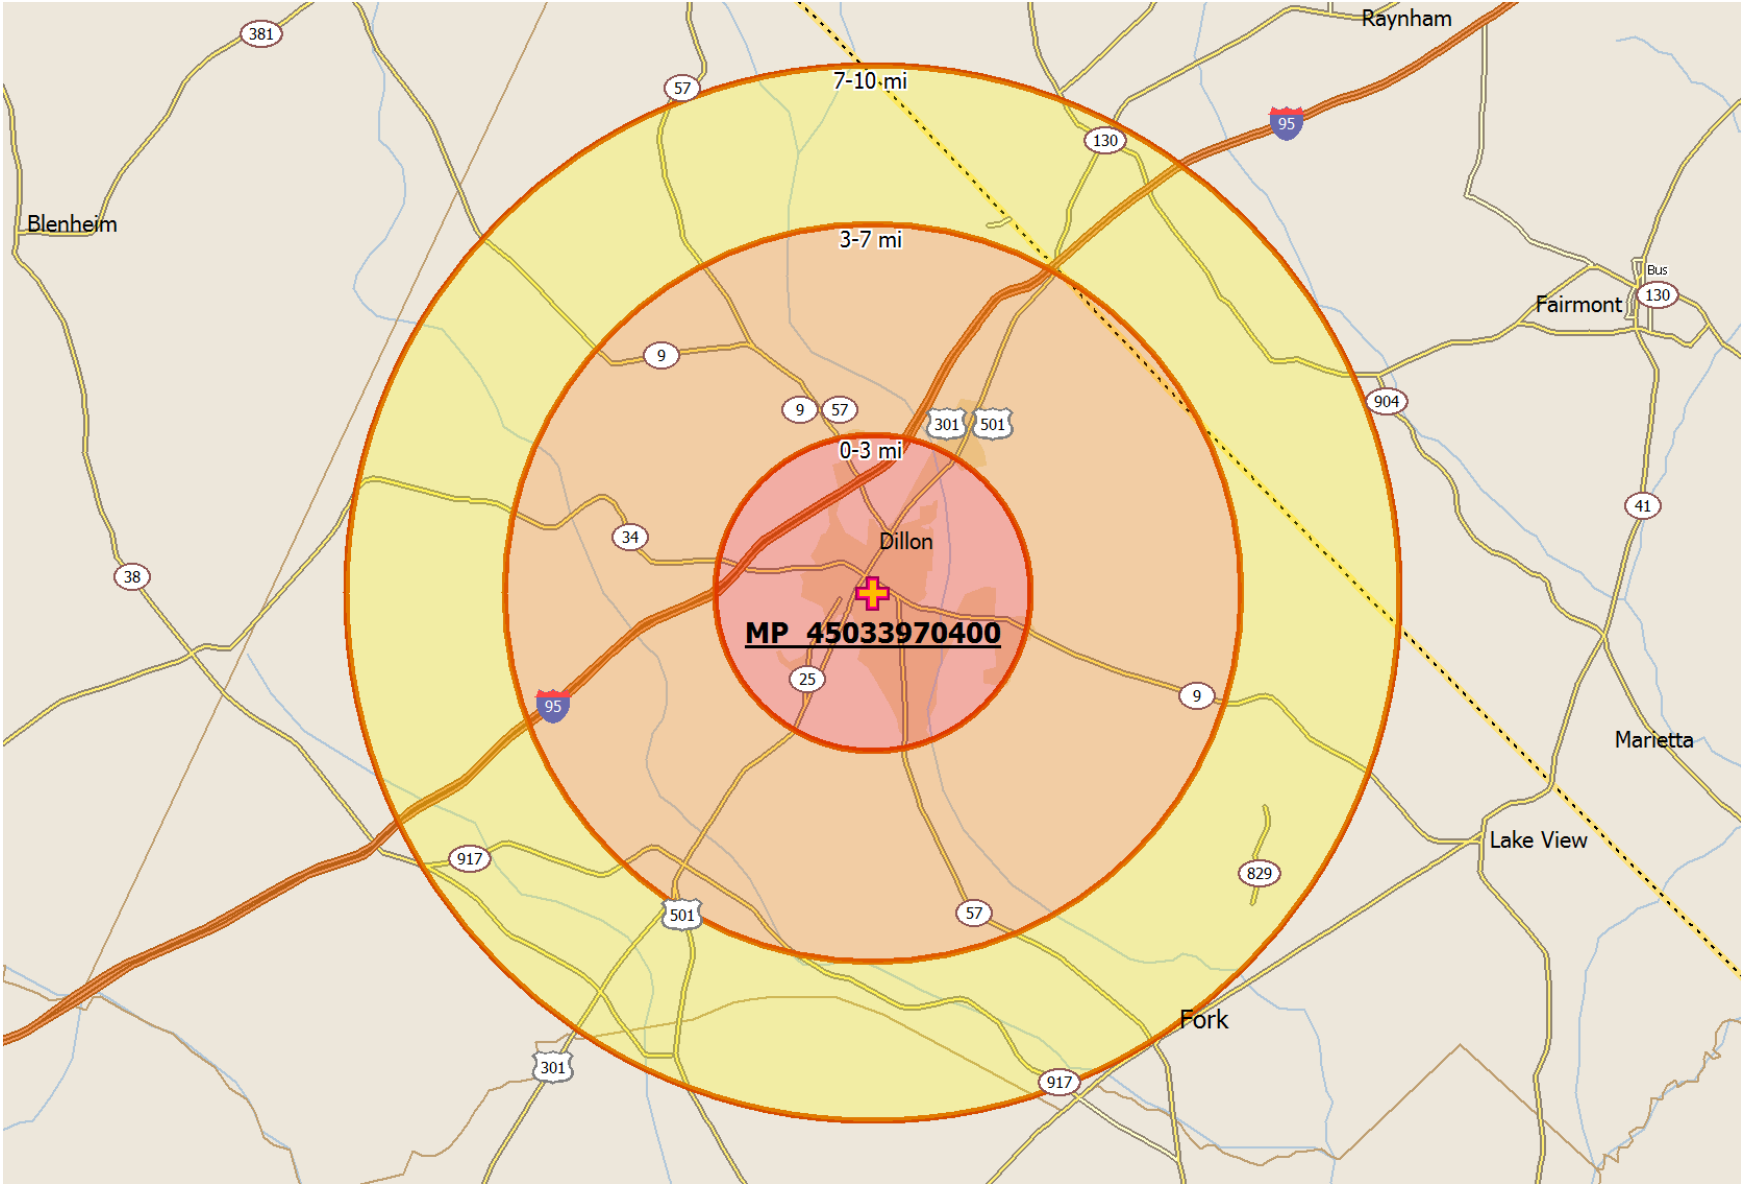 Raynham
381
57
7-10 mi
95
130
Blenheim
3-7 mi
Bus
130
Fairmont
9
904
9 57
301 501
0-3 mi
41
34
Dillon
38
MP 45033970400
25
9
95
Marietta
Lake View
917
829
501
57
Fork
301
917